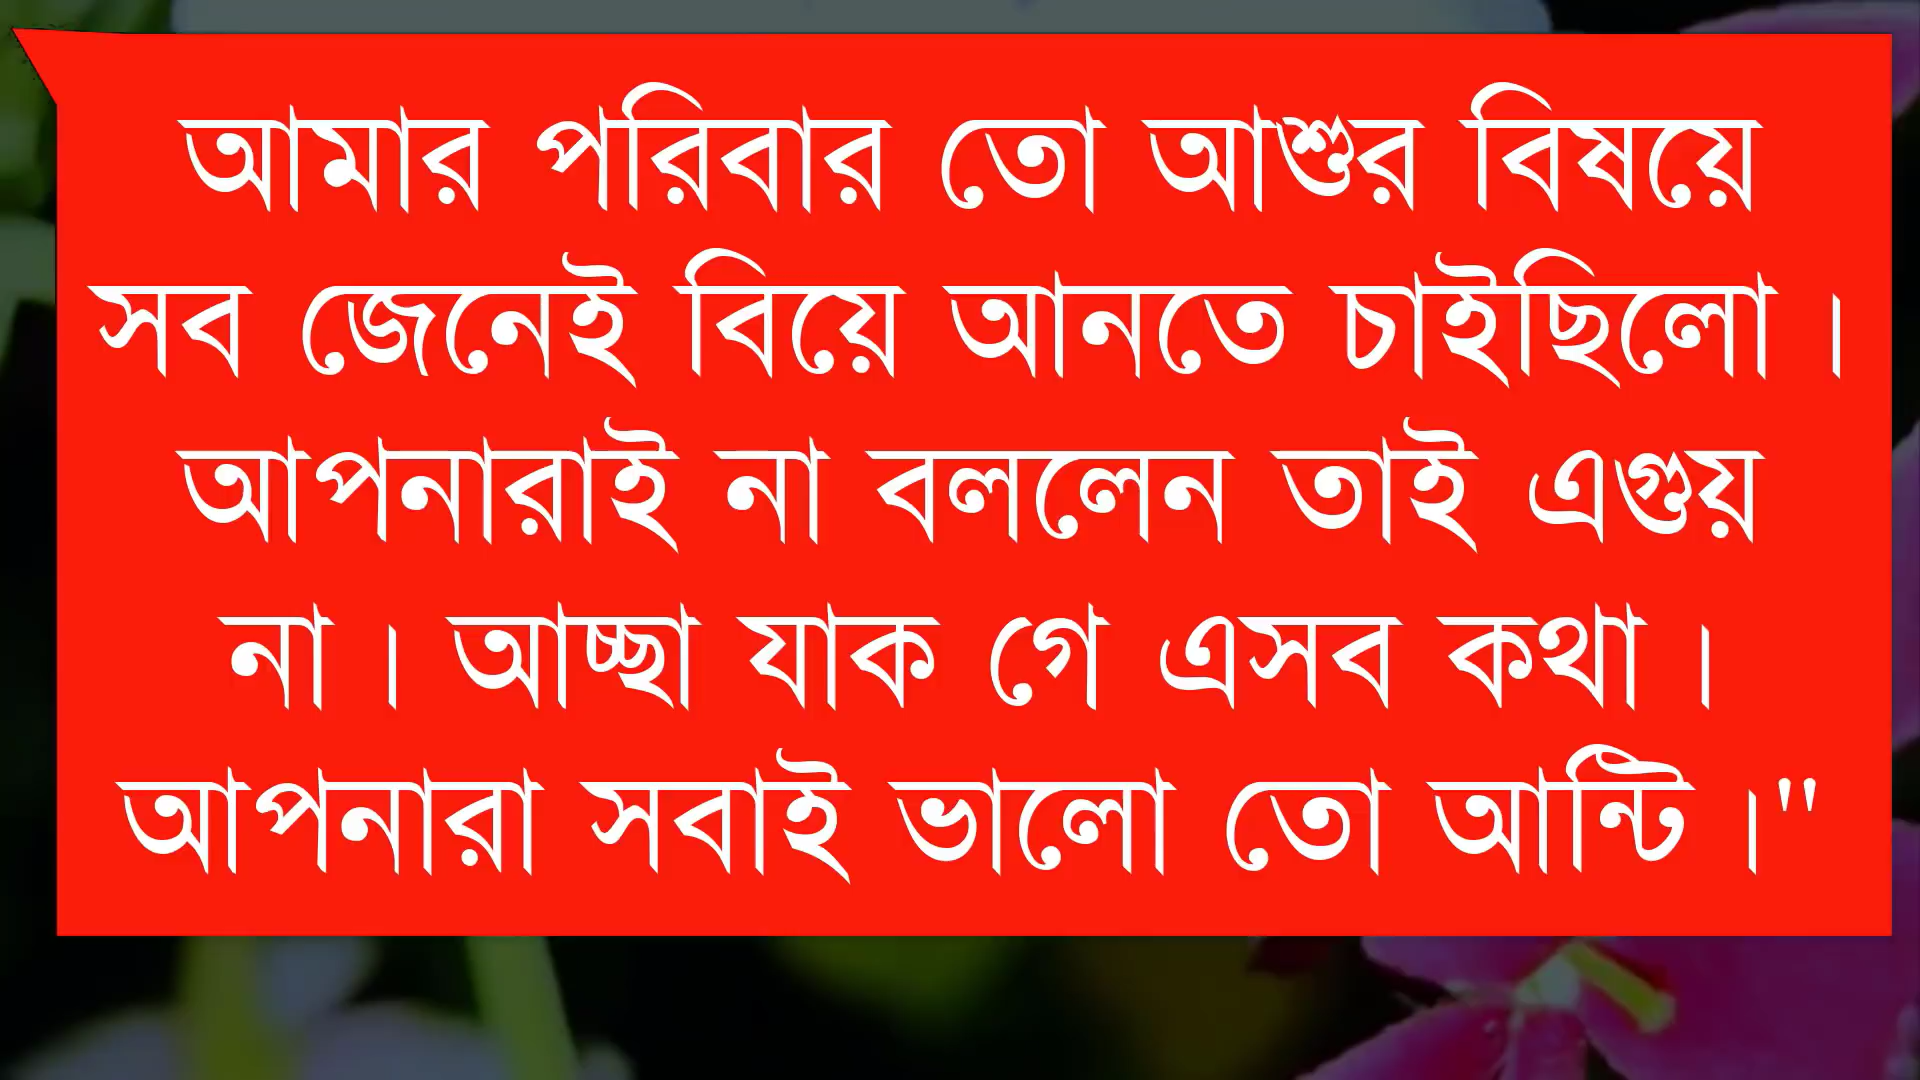 আমার পরিবার তো আশুর বিষয়ে
সব জেনেই বিয়ে আনতে চাইছিলো ।
আপনারাই না বললেন তাই এগুয়
না । আচ্ছা যাক গে এসব কথা ।
আপনারা সবাই ভালো তো আন্টি ।"